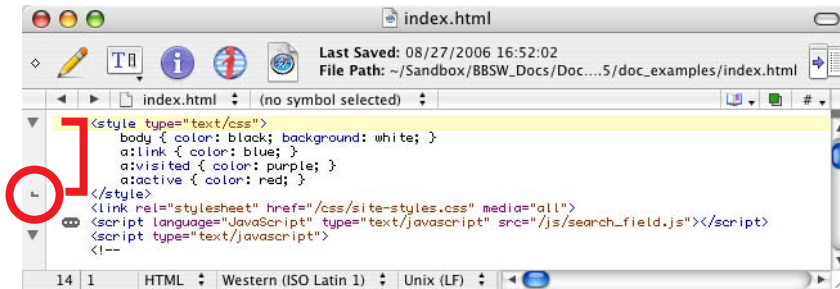 index.html
Last Saved: 08/27/2006 16:52:02
File Path: ~/Sandbox/BBSW_Docs/Doc....5/doc_examples/index.html
index.html (no symbol selected) #
<style type="text/css">
body { color: black; background: white; }
a:link { color: blue; }
a:visited { color: purple; }
a:active { color: red; }
</style>
<link rel="stylesheet" href="/css/site-styles.css" media="all">
<script language="JavaScript" type="text/javascript" src="/js/search_field.js"></script>
<script type="text/javascript">
<!--
14 1 HTML Western (ISO Latin 1) Unix (LF)